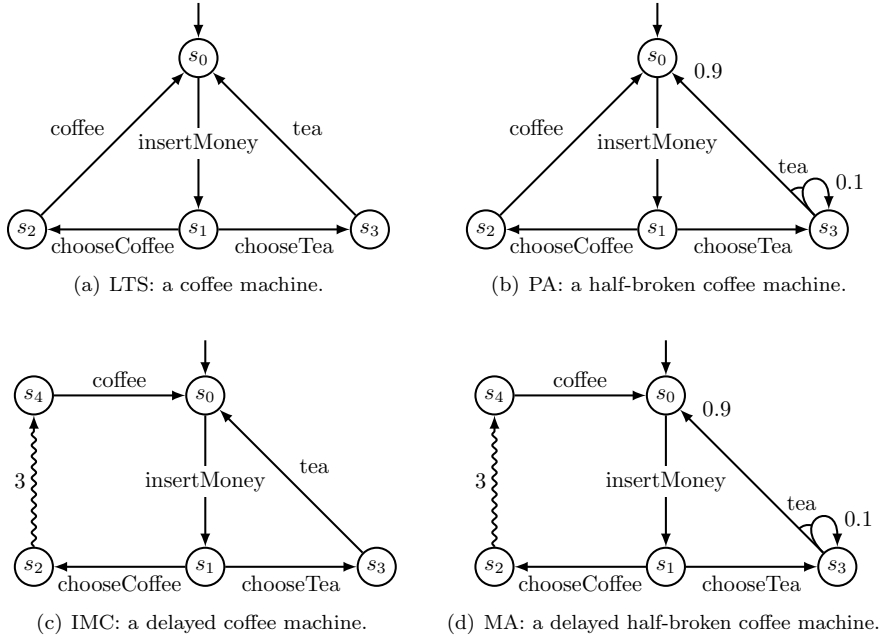 s0
coffee
insertMoney
tea
s2
s1
s3
chooseCoffee
chooseTea
(a) LTS: a coffee machine.
s0
0.9
coffee
insertMoney
tea
0.1
s2
s1
s3
chooseCoffee
chooseTea
(b) PA: a half-broken coffee machine.
s4
coffee
s0
3
insertMoney
tea
s2
s1
s3
chooseCoffee
chooseTea
(c) IMC: a delayed coffee machine.
s4
coffee
s0
0.9
3
insertMoney
tea
0.1
s2
s1
s3
chooseCoffee
chooseTea
(d) MA: a delayed half-broken coffee machine.